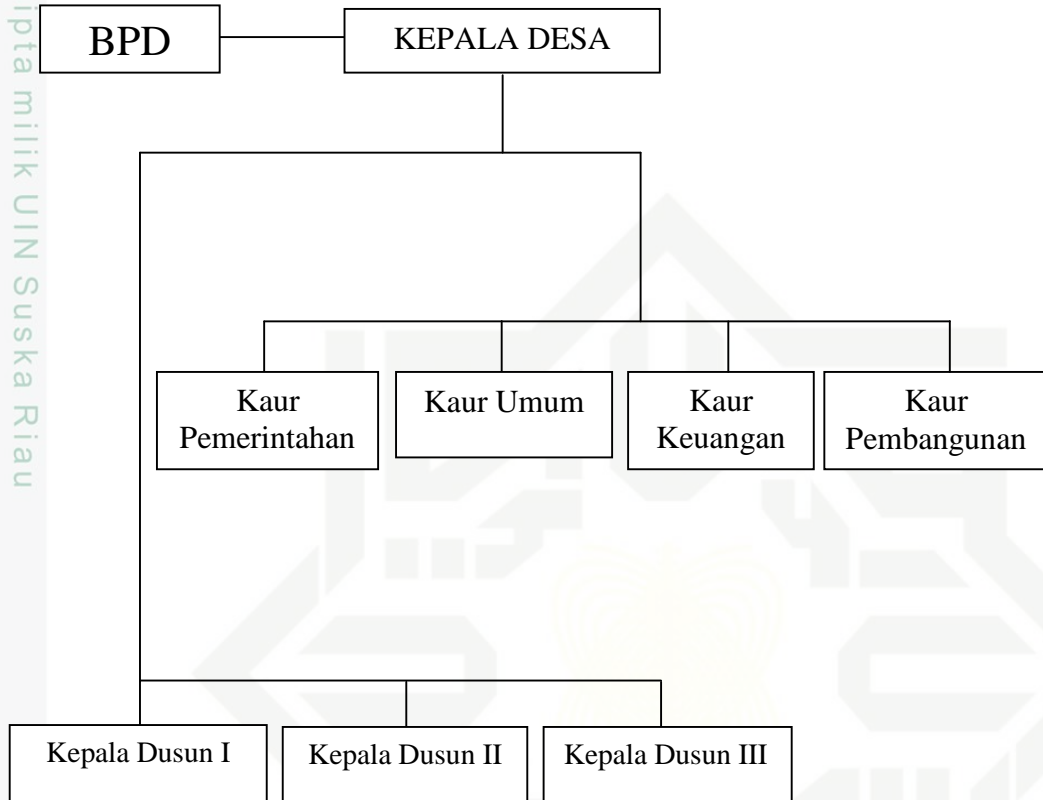 ipta milik UIN Suska Riau
BPD
KEPALA DESA
Kaur
Pemerintahan
Kaur Umum
Kaur
Keuangan
Kaur
Pembangunan
Kepala Dusun I
Kepala Dusun II
Kepala Dusun III